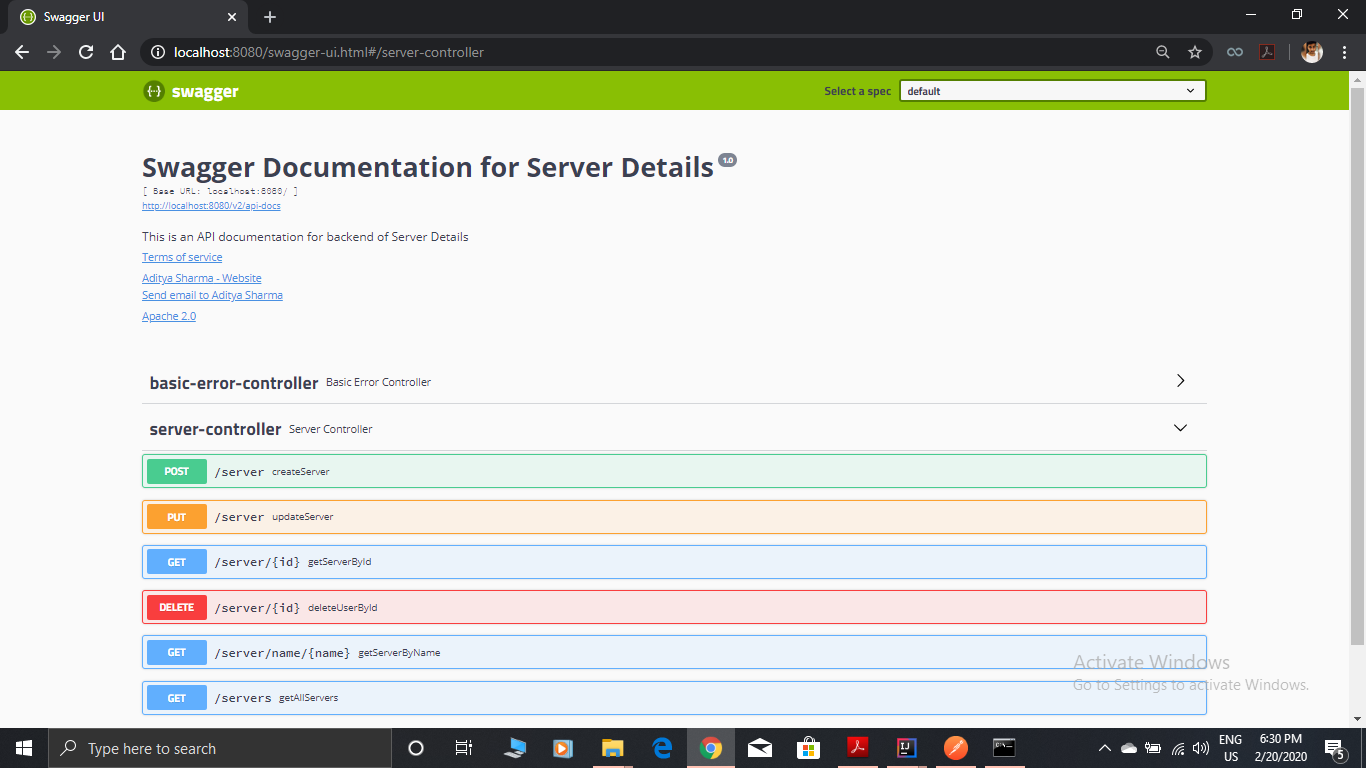 Swagger UI
localhost:8080/swagger-ui.html#/server-controller
swagger
Select a spec
default
Swagger Documentation for Server Details 1.0
[ Base URL: localhost:8080/ ]
http://localhost:8080/v2/api-docs
This is an API documentation for backend of Server Details
Terms of service
Aditya Sharma - Website
Send email to Aditya Sharma
Apache 2.0
basic-error-controller Basic Error Controller
server-controller Server Controller
POST /server createServer
PUT /server updateServer
GET /server/{id} getServerById
DELETE /server/{id} deleteUserById
GET /server/name/{name} getServerByName
GET /servers getAllServers
Activate Windows
Go to Settings to activate Windows.
Type here to search
ENG
US
6:30 PM
2/20/2020
5